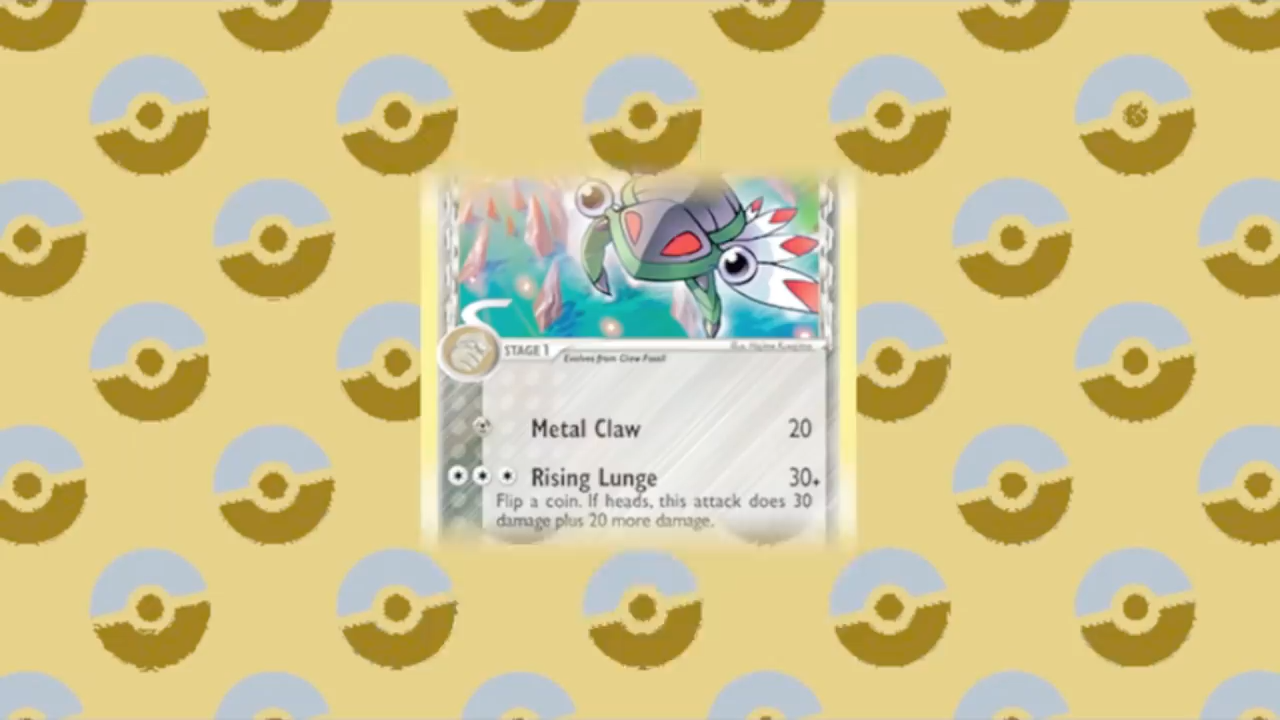 STAGE 1
Evolves from Claw Fossil
Metal Claw 20
Rising Lunge 30+
Flip a coin. If heads, this attack does 30
damage plus 20 more damage.